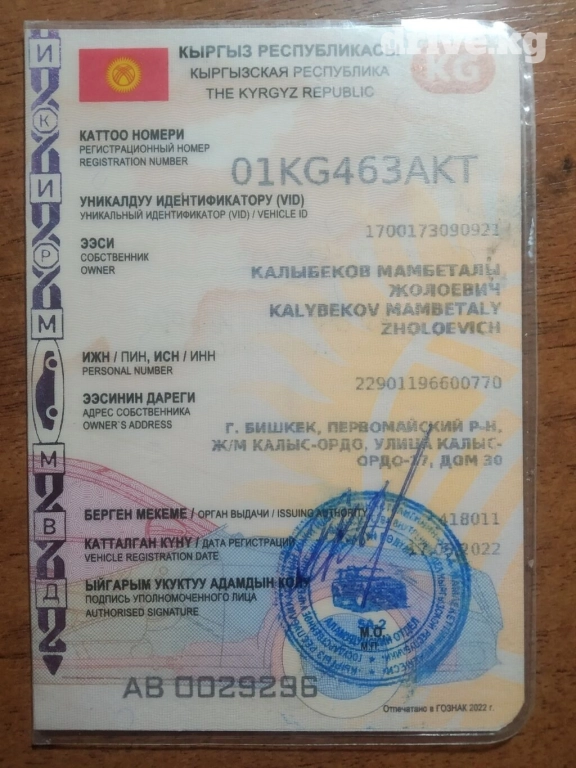 drive.kg
КЫРГЫЗ РЕСПУБЛИКАСЫ
КЫРГЫЗСКАЯ РЕСПУБЛИКА
THE KYRGYZ REPUBLIC
KG
КАТТОО НОМЕРИ
РЕГИСТРАЦИОННЫЙ НОМЕР
REGISTRATION NUMBER
01KG463AKT
УНИКАЛДУУ ИДЕНТИФИКАТОРУ (VID)
УНИКАЛЬНЫЙ ИДЕНТИФИКАТОР (VID) / VEHICLE ID
1700173090921
ЭЭСИ
СОБСТВЕННИК
OWNER
КАЛЫБЕКОВ МАМБЕТАЛЫ
ЖОЛОЕВИЧ
KALYBEKOV MAMBETALY
ZHOLOEVICH
ИЖН / ПИН, ИСН / ИНН
PERSONAL NUMBER
22901196600770
ЭЭСИНИН ДАРЕГИ
АДРЕС СОБСТВЕННИКА
OWNER'S ADDRESS
Г. БИШКЕК, ПЕРВОМАЙСКИЙ Р-Н,
Ж/М КАЛЫС-ОРДО, УЛИЦА КАЛЫС-
ОРДО-17, ДОМ 30
БЕРГЕН МЕКЕМЕ / ОРГАН ВЫДАЧИ / ISSUING AUTHORITY
418011
КАТТАЛГАН КҮНҮ / ДАТА РЕГИСТРАЦИИ
VEHICLE REGISTRATION DATE
2022
ЫЙГАРЫМ УКУКТУУ АДАМДЫН КОЛУ
ПОДПИСЬ УПОЛНОМОЧЕННОГО ЛИЦА
AUTHORISED SIGNATURE
М.О.
М.П.
AB 0029296
Отпечатано в ГОЗНАК 2022 г.
И
К
И
Р
М
М
В
Д